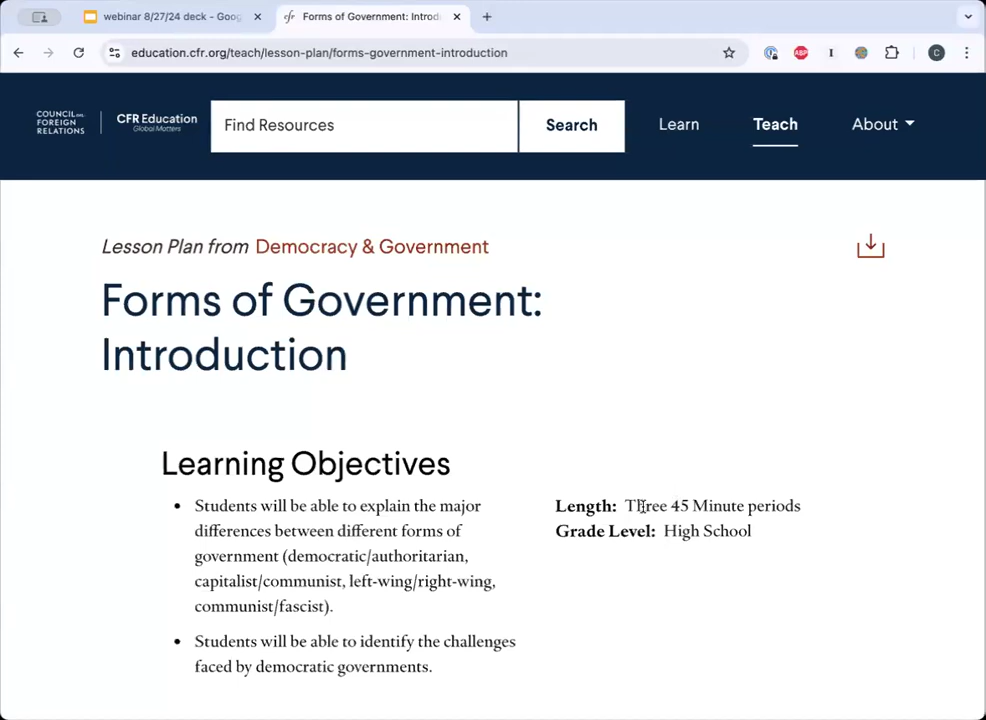 webinar 8/27/24 deck - Goog
Forms of Government: Introd
education.cfr.org/teach/lesson-plan/forms-government-introduction
ABP
I
C
COUNCIL on
FOREIGN
RELATIONS
CFR Education
Global Matters
Find Resources
Search
Learn
Teach
About
Lesson Plan from Democracy & Government
Forms of Government:
Introduction
Learning Objectives
• Students will be able to explain the major
differences between different forms of
government (democratic/authoritarian,
capitalist/communist, left-wing/right-wing,
communist/fascist).
• Students will be able to identify the challenges
faced by democratic governments.
Length: Three 45 Minute periods
Grade Level: High School